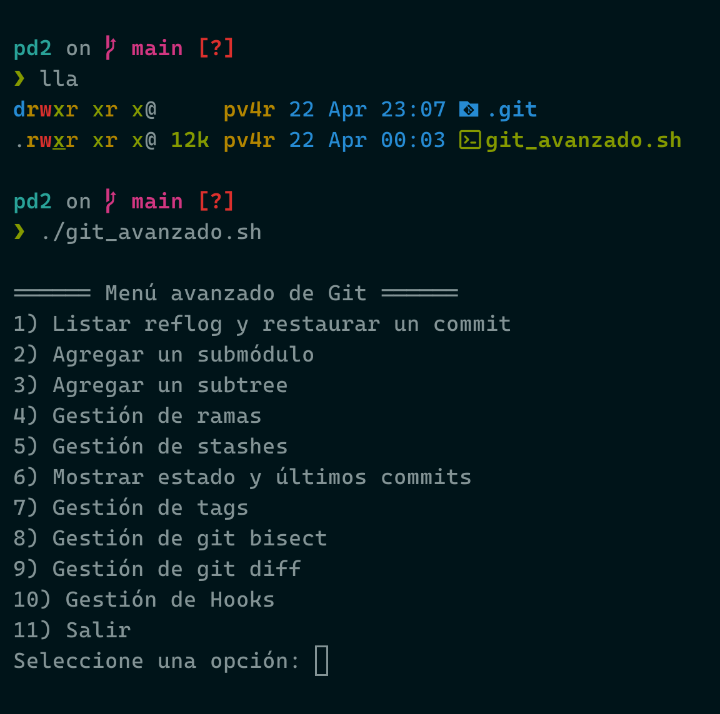 pd2 on main [?]
❯ lla
drwxr xr x@ pv4r 22 Apr 23:07 .git
.rwxr xr x@ 12k pv4r 22 Apr 00:03 git_avanzado.sh
pd2 on main [?]
❯ ./git_avanzado.sh
====== Menú avanzado de Git ======
1) Listar reflog y restaurar un commit
2) Agregar un submódulo
3) Agregar un subtree
4) Gestión de ramas
5) Gestión de stashes
6) Mostrar estado y últimos commits
7) Gestión de tags
8) Gestión de git bisect
9) Gestión de git diff
10) Gestión de Hooks
11) Salir
Seleccione una opción: